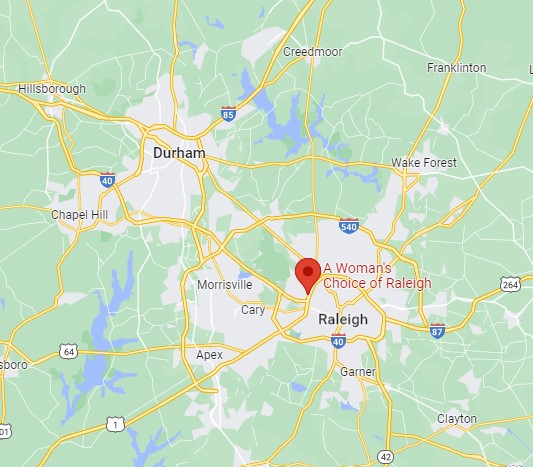 Creedmoor
Franklinton
Hillsborough
85
Durham
Wake Forest
40
Chapel Hill
540
A Woman's
Choice of Raleigh
Morrisville
264
Cary
Raleigh
87
40
64
Apex
Garner
Clayton
1
42